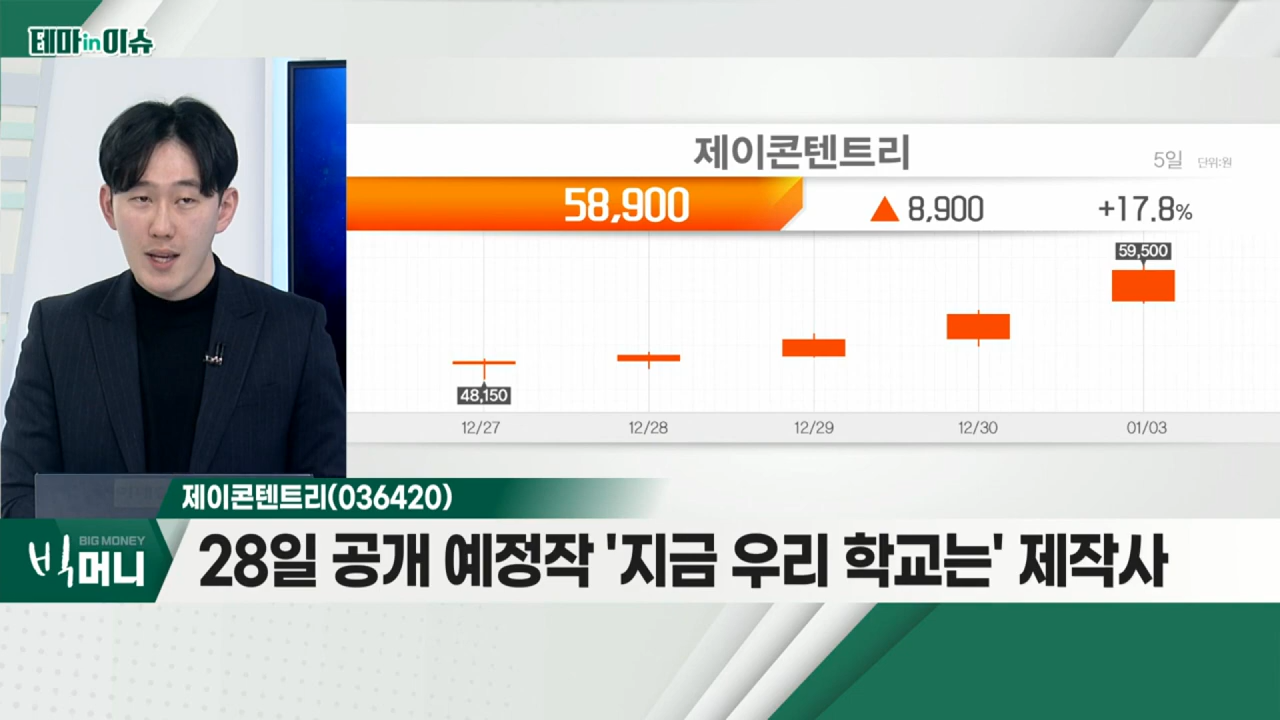 테마in이슈
제이콘텐트리
5일 단위:원
58,900 ▲ 8,900 +17.8%
59,500
48,150
12/27 12/28 12/29 12/30 01/03
제이콘텐트리(036420)
BIG MONEY
빅머니
28일 공개 예정작 '지금 우리 학교는' 제작사